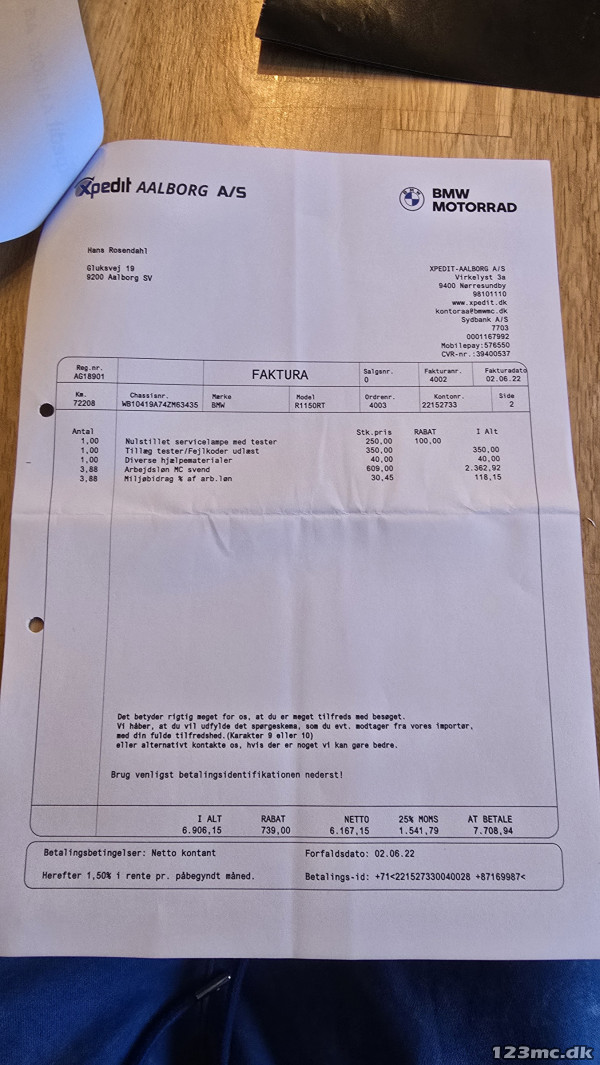 xpedit AALBORG A/S
BMW
MOTORRAD
Hans Rosendahl
Gluksvej 19
9200 Aalborg SV
XPEDIT-AALBORG A/S
Virkelyst 3a
9400 Nørresundby
98101110
www.xpedit.dk
kontoraa@bmwmc.dk
Sydbank A/S
7703
0001167992
Mobilepay:576550
CVR-nr.:39400537
Reg.nr. FAKTURA Salgsnr. Fakturanr. Fakturadato
AG18901 0 4002 02.06.22
Km. Chassisnr. Mærke Model Ordrenr. Kontonr. Side
72208 WB10419A74ZM63435 BMW R1150RT 4003 22152733 2
Antal Stk.pris RABAT I Alt
1,00 Nulstillet servicelampe med tester 250,00 100,00
1,00 Tillæg tester/Fejlkoder udlæst 350,00 350,00
1,00 Diverse hjælpematerialer 40,00 40,00
3,88 Arbejdsløn MC svend 609,00 2.362,92
3,88 Miljøbidrag % af arb.løn 30,45 118,15
Det betyder rigtig meget for os, at du er meget tilfreds med besøget.
Vi håber, at du vil udfylde det spørgeskema, som du evt. modtager fra vores importør,
med din fulde tilfredshed.(Karakter 9 eller 10)
eller alternativt kontakte os, hvis der er noget vi kan gøre bedre.
Brug venligst betalingsidentifikationen nederst!
I ALT RABAT NETTO 25% MOMS AT BETALE
6.906,15 739,00 6.167,15 1.541,79 7.708,94
Betalingsbetingelser: Netto kontant Forfaldsdato: 02.06.22
Herefter 1,50% i rente pr. påbegyndt måned. Betalings-id: +71<221527330040028 +87169987<
123mc.dk